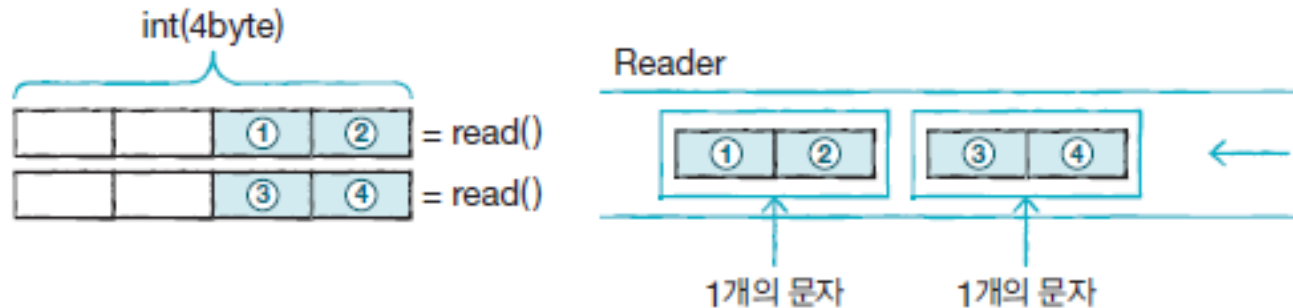 int(4byte)
① ② = read()
③ ④ = read()
Reader
① ② ③ ④
1개의 문자 1개의 문자